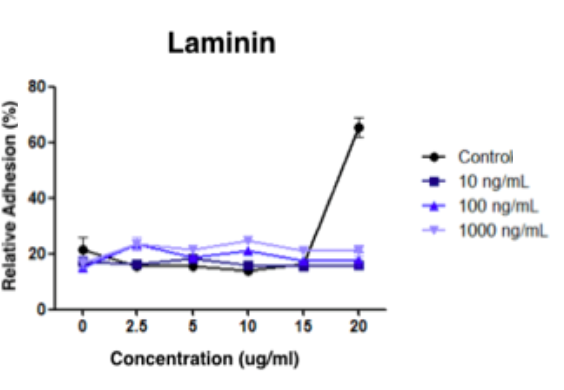 Laminin
80
60
40
20
0
Relative Adhesion (%)
0 2.5 5 10 15 20
Concentration (ug/ml)
Control
10 ng/mL
100 ng/mL
1000 ng/mL